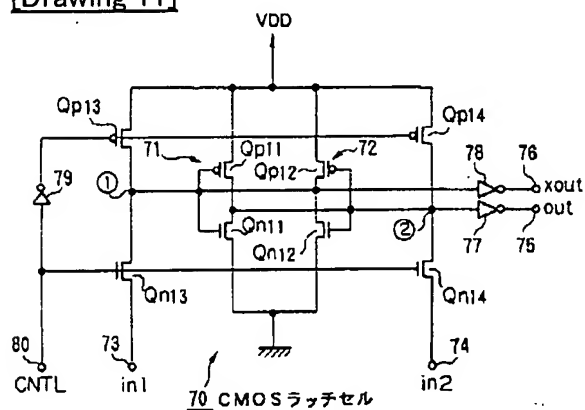 [Drawing 11]
VDD
Qp13
Qp14
79
71
Qp11
Qp12
72
78
76
xout
①
out
②
77
75
Qn11
Qn12
Qn13
Qn14
80
73
74
CNTL
in1
in2
70 CMOSラッチセル